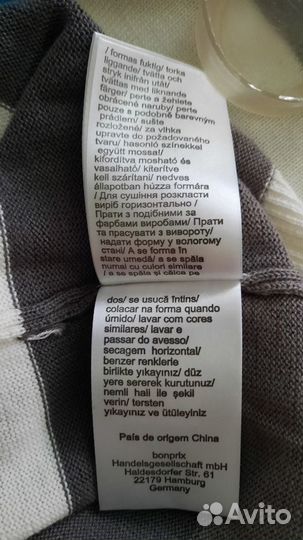 / formas fuktig/ torka
liggande/ tvätta och
stryk inifrån utåt/
tvättas med liknande
färger/ perte a žehlete
obrácené naruby/ perte
pouze s podobně barevným
prádlem/ sušte
rozložené/ za vlhka
upravte do požadovaného
tvaru/ hasonló színekkel
együtt mossa!/
kifordítva mosható és
vasalható/ kiterítve
kell szárítani/ nedves
állapotban húzza formára
/ Для сушіння розкласти
виріб горизонтально /
Прати з подібними за
фарбами виробами/ Прати
та прасувати з вивороту/
надати форму у вологому
стані/ A se forma în
stare umedă/ a se spăla
numai cu culori similare
/ a se spăla și călca pe
dos/ se usucă întins/
colacar na forma quando
úmido/ lavar com cores
similares/ lavar e
passar do avesso/
secagem horizontal/
benzer renklerle
birlikte yıkayınız/ düz
yere sererek kurutunuz/
nemli hali ile şekil
verin/ tersten
yıkayınız ve ütüleyiniz
País de origem China
bonprix
Handelsgesellschaft mbH
Haldesdorfer Str. 61
22179 Hamburg
Germany
Avito